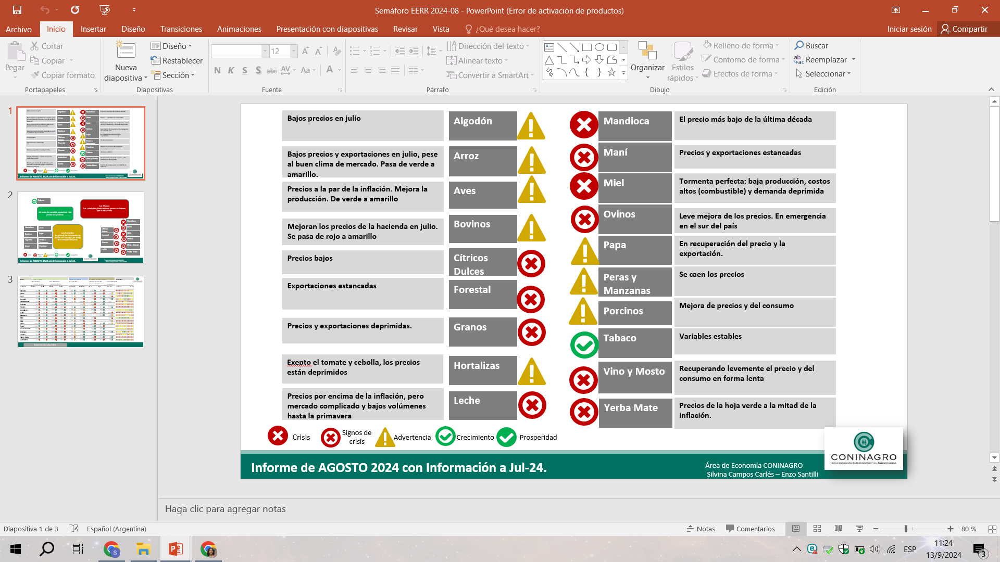 Semáforo EERR 2024-08 - PowerPoint (Error de activación de productos)
Archivo
Inicio
Insertar
Diseño
Transiciones
Animaciones
Presentación con diapositivas
Revisar
Vista
¿Qué desea hacer?
Iniciar sesión
Compartir
Pegar
Cortar
Copiar
Copiar formato
Portapapeles
Nueva
diapositiva
Diseño
Restablecer
Sección
Diapositivas
12
N K S S abc AV Aa A
Fuente
Dirección del texto
Alinear texto
Convertir a SmartArt
Párrafo
Organizar
Estilos
rápidos
Relleno de forma
Contorno de forma
Efectos de forma
Dibujo
Buscar
Reemplazar
Seleccionar
Edición
1
2
3
Bajos precios en julio
Algodón
Bajos precios y exportaciones en julio, pese
al buen clima de mercado. Pasa de verde a
amarillo.
Arroz
Precios a la par de la inflación. Mejora la
producción. De verde a amarillo
Aves
Mejoran los precios de la hacienda en julio.
Se pasa de rojo a amarillo
Bovinos
Precios bajos
Cítricos
Dulces
Exportaciones estancadas
Forestal
Precios y exportaciones deprimidas.
Granos
Exepto el tomate y cebolla, los precios
están deprimidos
Hortalizas
Precios por encima de la inflación, pero
mercado complicado y bajos volúmenes
hasta la primavera
Leche
Mandioca
El precio más bajo de la última década
Maní
Precios y exportaciones estancadas
Miel
Tormenta perfecta: baja producción, costos
altos (combustible) y demanda deprimida
Ovinos
Leve mejora de los precios. En emergencia
en el sur del país
Papa
En recuperación del precio y la
exportación.
Peras y
Manzanas
Se caen los precios
Porcinos
Mejora de precios y del consumo
Tabaco
Variables estables
Vino y Mosto
Recuperando levemente el precio y del
consumo en forma lenta
Yerba Mate
Precios de la hoja verde a la mitad de la
inflación.
Crisis
Signos de
crisis
Advertencia
Crecimiento
Prosperidad
Informe de AGOSTO 2024 con Información a Jul-24.
Área de Economía CONINAGRO
Silvina Campos Carlés – Enzo Santilli
CONINAGRO
CONFEDERACIÓN INTERCOOPERATIVA AGROPECUARIA
Haga clic para agregar notas
Diapositiva 1 de 3
Español (Argentina)
Notas
Comentarios
80 %
ESP
11:24
13/9/2024
3